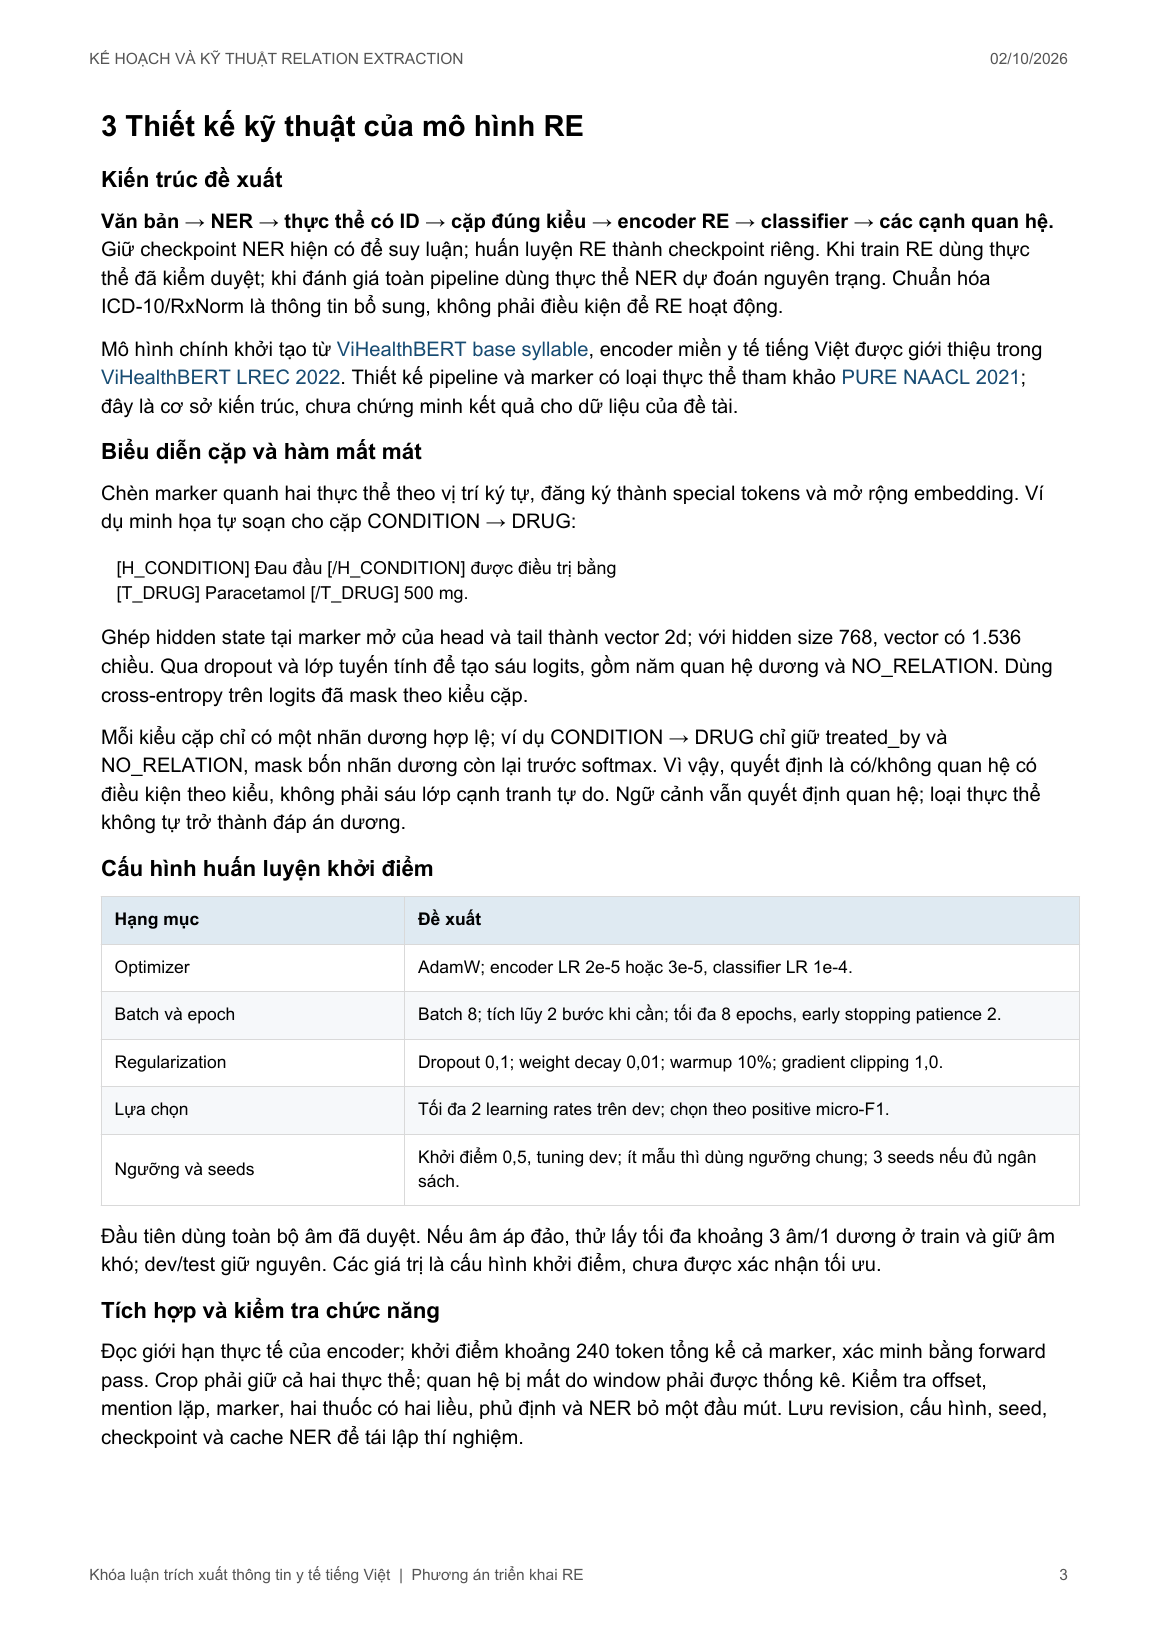 KẾ HOẠCH VÀ KỸ THUẬT RELATION EXTRACTION
02/10/2026
3 Thiết kế kỹ thuật của mô hình RE
Kiến trúc đề xuất
Văn bản → NER → thực thể có ID → cặp đúng kiểu → encoder RE → classifier → các cạnh quan hệ.
Giữ checkpoint NER hiện có để suy luận; huấn luyện RE thành checkpoint riêng. Khi train RE dùng thực
thể đã kiểm duyệt; khi đánh giá toàn pipeline dùng thực thể NER dự đoán nguyên trạng. Chuẩn hóa
ICD-10/RxNorm là thông tin bổ sung, không phải điều kiện để RE hoạt động.
Mô hình chính khởi tạo từ ViHealthBERT base syllable, encoder miền y tế tiếng Việt được giới thiệu trong
ViHealthBERT LREC 2022. Thiết kế pipeline và marker có loại thực thể tham khảo PURE NAACL 2021;
đây là cơ sở kiến trúc, chưa chứng minh kết quả cho dữ liệu của đề tài.
Biểu diễn cặp và hàm mất mát
Chèn marker quanh hai thực thể theo vị trí ký tự, đăng ký thành special tokens và mở rộng embedding. Ví
dụ minh họa tự soạn cho cặp CONDITION → DRUG:
[H_CONDITION] Đau đầu [/H_CONDITION] được điều trị bằng
[T_DRUG] Paracetamol [/T_DRUG] 500 mg.
Ghép hidden state tại marker mở của head và tail thành vector 2d; với hidden size 768, vector có 1.536
chiều. Qua dropout và lớp tuyến tính để tạo sáu logits, gồm năm quan hệ dương và NO_RELATION. Dùng
cross-entropy trên logits đã mask theo kiểu cặp.
Mỗi kiểu cặp chỉ có một nhãn dương hợp lệ; ví dụ CONDITION → DRUG chỉ giữ treated_by và
NO_RELATION, mask bốn nhãn dương còn lại trước softmax. Vì vậy, quyết định là có/không quan hệ có
điều kiện theo kiểu, không phải sáu lớp cạnh tranh tự do. Ngữ cảnh vẫn quyết định quan hệ; loại thực thể
không tự trở thành đáp án dương.
Cấu hình huấn luyện khởi điểm
Hạng mục
Đề xuất
Optimizer
AdamW; encoder LR 2e-5 hoặc 3e-5, classifier LR 1e-4.
Batch và epoch
Batch 8; tích lũy 2 bước khi cần; tối đa 8 epochs, early stopping patience 2.
Regularization
Dropout 0,1; weight decay 0,01; warmup 10%; gradient clipping 1,0.
Lựa chọn
Tối đa 2 learning rates trên dev; chọn theo positive micro-F1.
Ngưỡng và seeds
Khởi điểm 0,5, tuning dev; ít mẫu thì dùng ngưỡng chung; 3 seeds nếu đủ ngân
sách.
Đầu tiên dùng toàn bộ âm đã duyệt. Nếu âm áp đảo, thử lấy tối đa khoảng 3 âm/1 dương ở train và giữ âm
khó; dev/test giữ nguyên. Các giá trị là cấu hình khởi điểm, chưa được xác nhận tối ưu.
Tích hợp và kiểm tra chức năng
Đọc giới hạn thực tế của encoder; khởi điểm khoảng 240 token tổng kể cả marker, xác minh bằng forward
pass. Crop phải giữ cả hai thực thể; quan hệ bị mất do window phải được thống kê. Kiểm tra offset,
mention lặp, marker, hai thuốc có hai liều, phủ định và NER bỏ một đầu mút. Lưu revision, cấu hình, seed,
checkpoint và cache NER để tái lập thí nghiệm.
Khóa luận trích xuất thông tin y tế tiếng Việt | Phương án triển khai RE
3